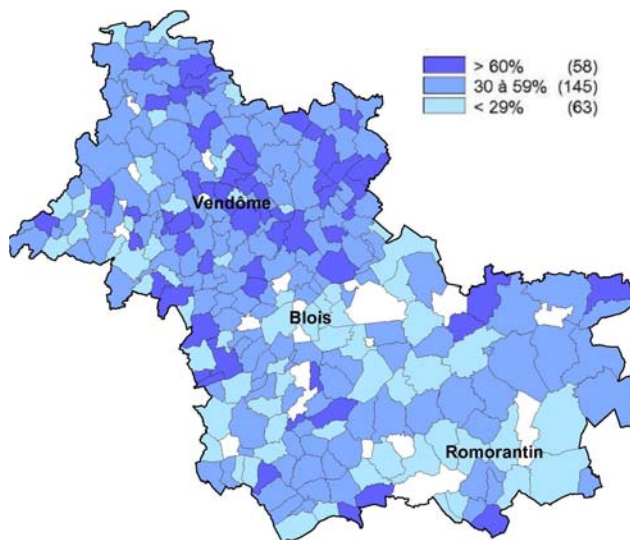 > 60% (58)
30 à 59% (145)
< 29% (63)
Vendôme
Blois
Romorantin